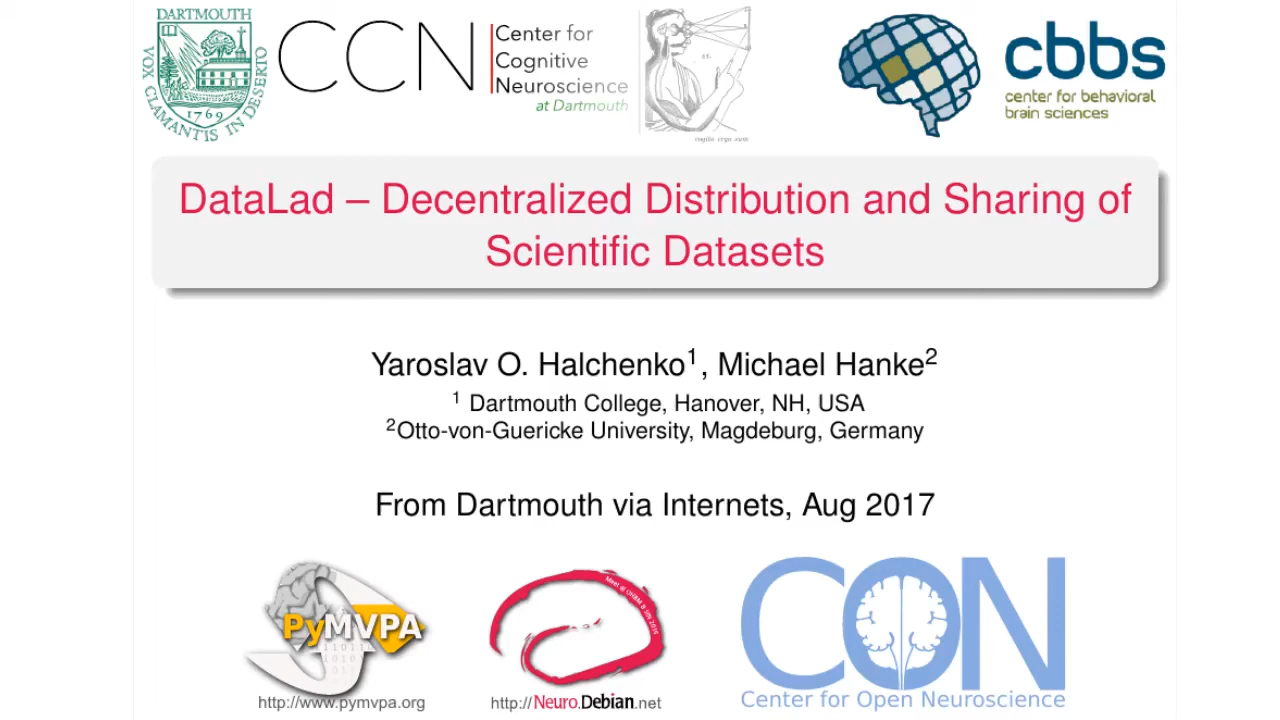 DARTMOUTH
VOX CLAMANTIS IN DESERTO
1769
CCN
Center for
Cognitive
Neuroscience
at Dartmouth
cbbs
center for behavioral
brain sciences
DataLad – Decentralized Distribution and Sharing of
Scientific Datasets
Yaroslav O. Halchenko1, Michael Hanke2
1 Dartmouth College, Hanover, NH, USA
2Otto-von-Guericke University, Magdeburg, Germany
From Dartmouth via Internets, Aug 2017
PyMVPA
http://www.pymvpa.org
http://Neuro.Debian.net
CON
Center for Open Neuroscience